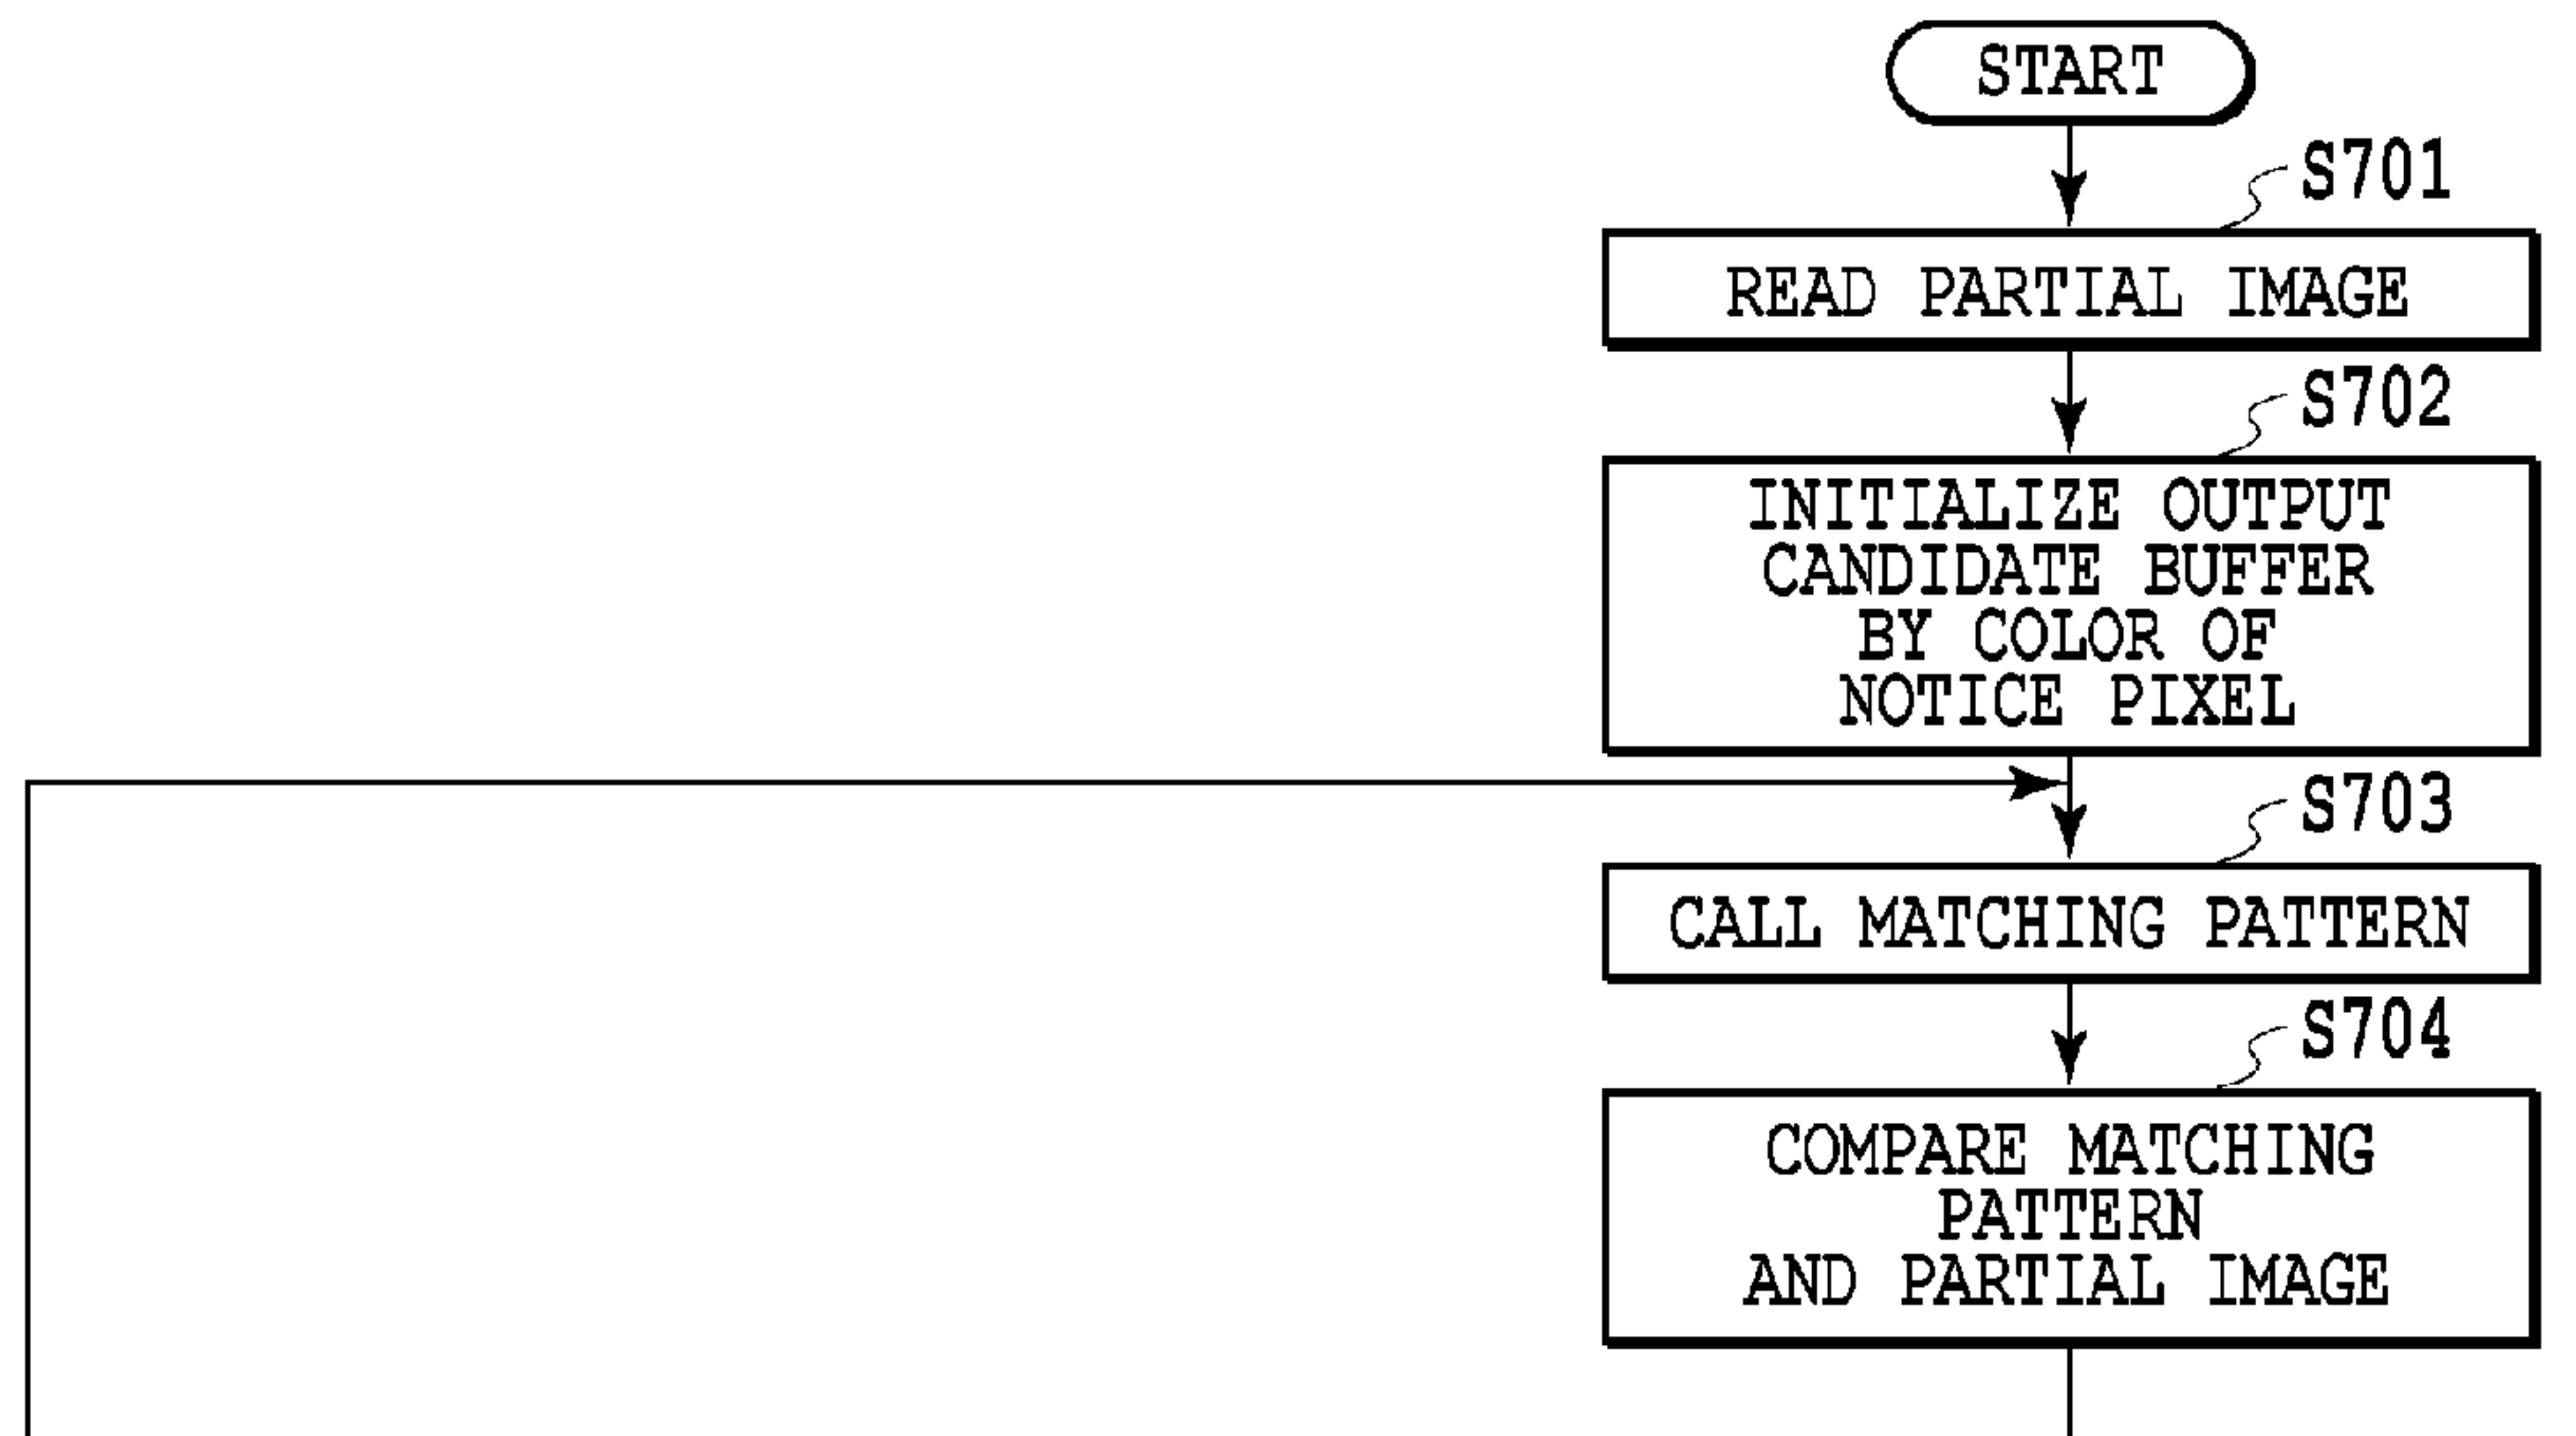 START
S701
READ PARTIAL IMAGE
S702
INITIALIZE OUTPUT
CANDIDATE BUFFER
BY COLOR OF
NOTICE PIXEL
S703
CALL MATCHING PATTERN
S704
COMPARE MATCHING
PATTERN
AND PARTIAL IMAGE